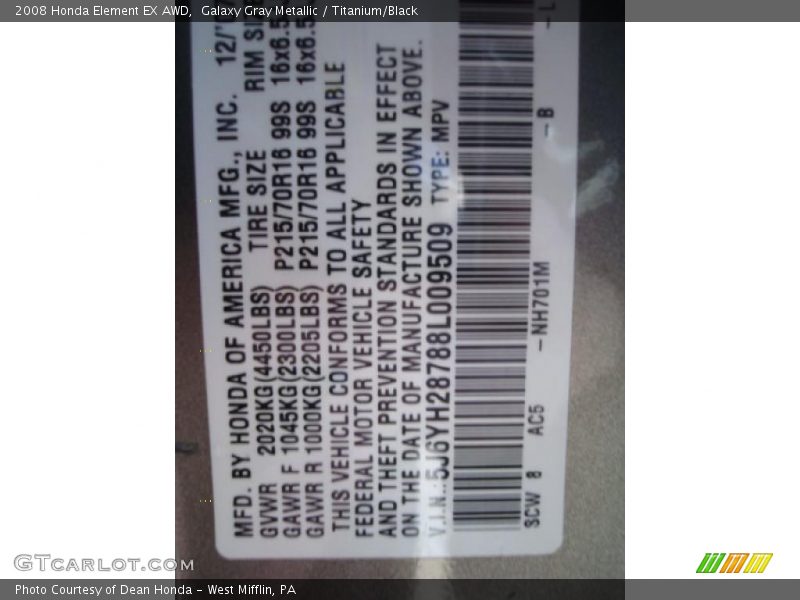 2008 Honda Element EX AWD,  Galaxy Gray Metallic / Titanium/Black
MFD. BY HONDA OF AMERICA MFG., INC. 12/'0
GVWR 2020KG(4450LBS) TIRE SIZE RIM SIZE
GAWR F 1045KG(2300LBS) P215/70R16 99S 16x6.5
GAWR R 1000KG(2205LBS) P215/70R16 99S 16x6.5
THIS VEHICLE CONFORMS TO ALL APPLICABLE
FEDERAL MOTOR VEHICLE SAFETY
AND THEFT PREVENTION STANDARDS IN EFFECT
ON THE DATE OF MANUFACTURE SHOWN ABOVE.
V.I.N.:5J6YH28788L009509 TYPE: MPV
SCW 8 AC5 -NH701M -B -L
GTCARLOT.COM
Photo Courtesy of Dean Honda - West Mifflin, PA